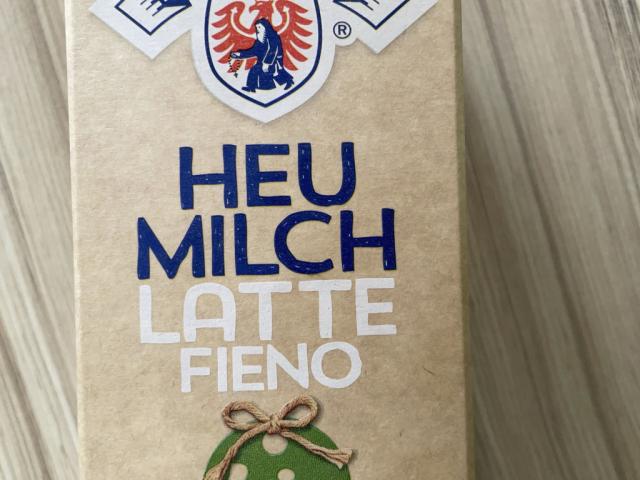 ®
HEU
MILCH
LATTE
FIENO